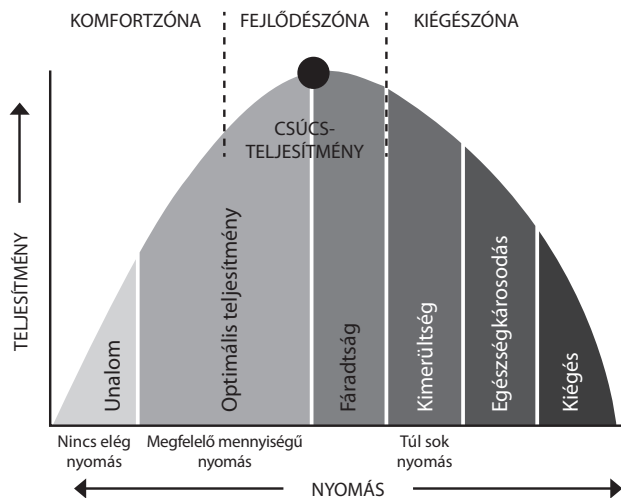 KOMFORTZÓNA
FEJLŐDÉSZÓNA
KIÉGÉSZÓNA
CSÚCS-
TELJESÍTMÉNY
TELJESÍTMÉNY
Unalom
Optimális teljesítmény
Fáradtság
Kimerültség
Egészségkárosodás
Kiégés
Nincs elég
nyomás
Megfelelő mennyiségű
nyomás
Túl sok
nyomás
NYOMÁS